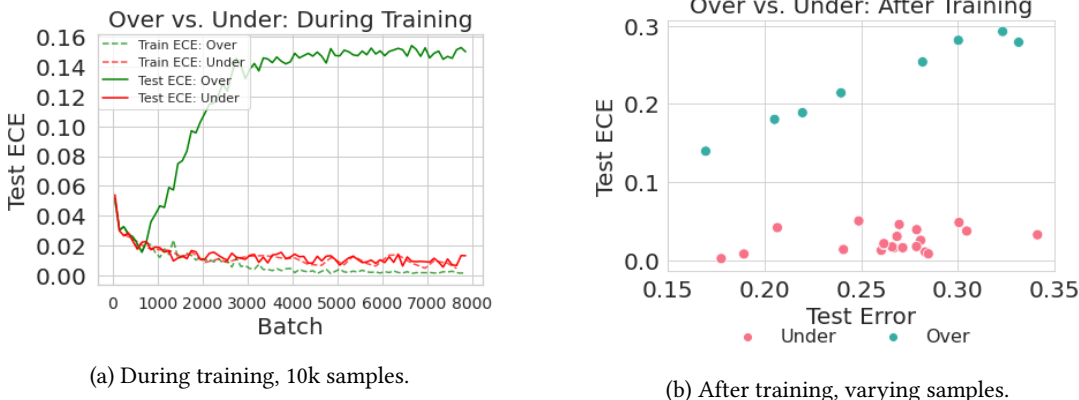 Over vs. Under: During Training
0.16
0.14
0.12
0.10
0.08
0.06
0.04
0.02
0.00
Test ECE
Train ECE: Over
Train ECE: Under
Test ECE: Over
Test ECE: Under
0 1000 2000 3000 4000 5000 6000 7000 8000
Batch
(a) During training, 10k samples.
Over vs. Under: After Training
0.3
0.2
0.1
0.0
Test ECE
0.15 0.20 0.25 0.30 0.35
Test Error
Under Over
(b) After training, varying samples.